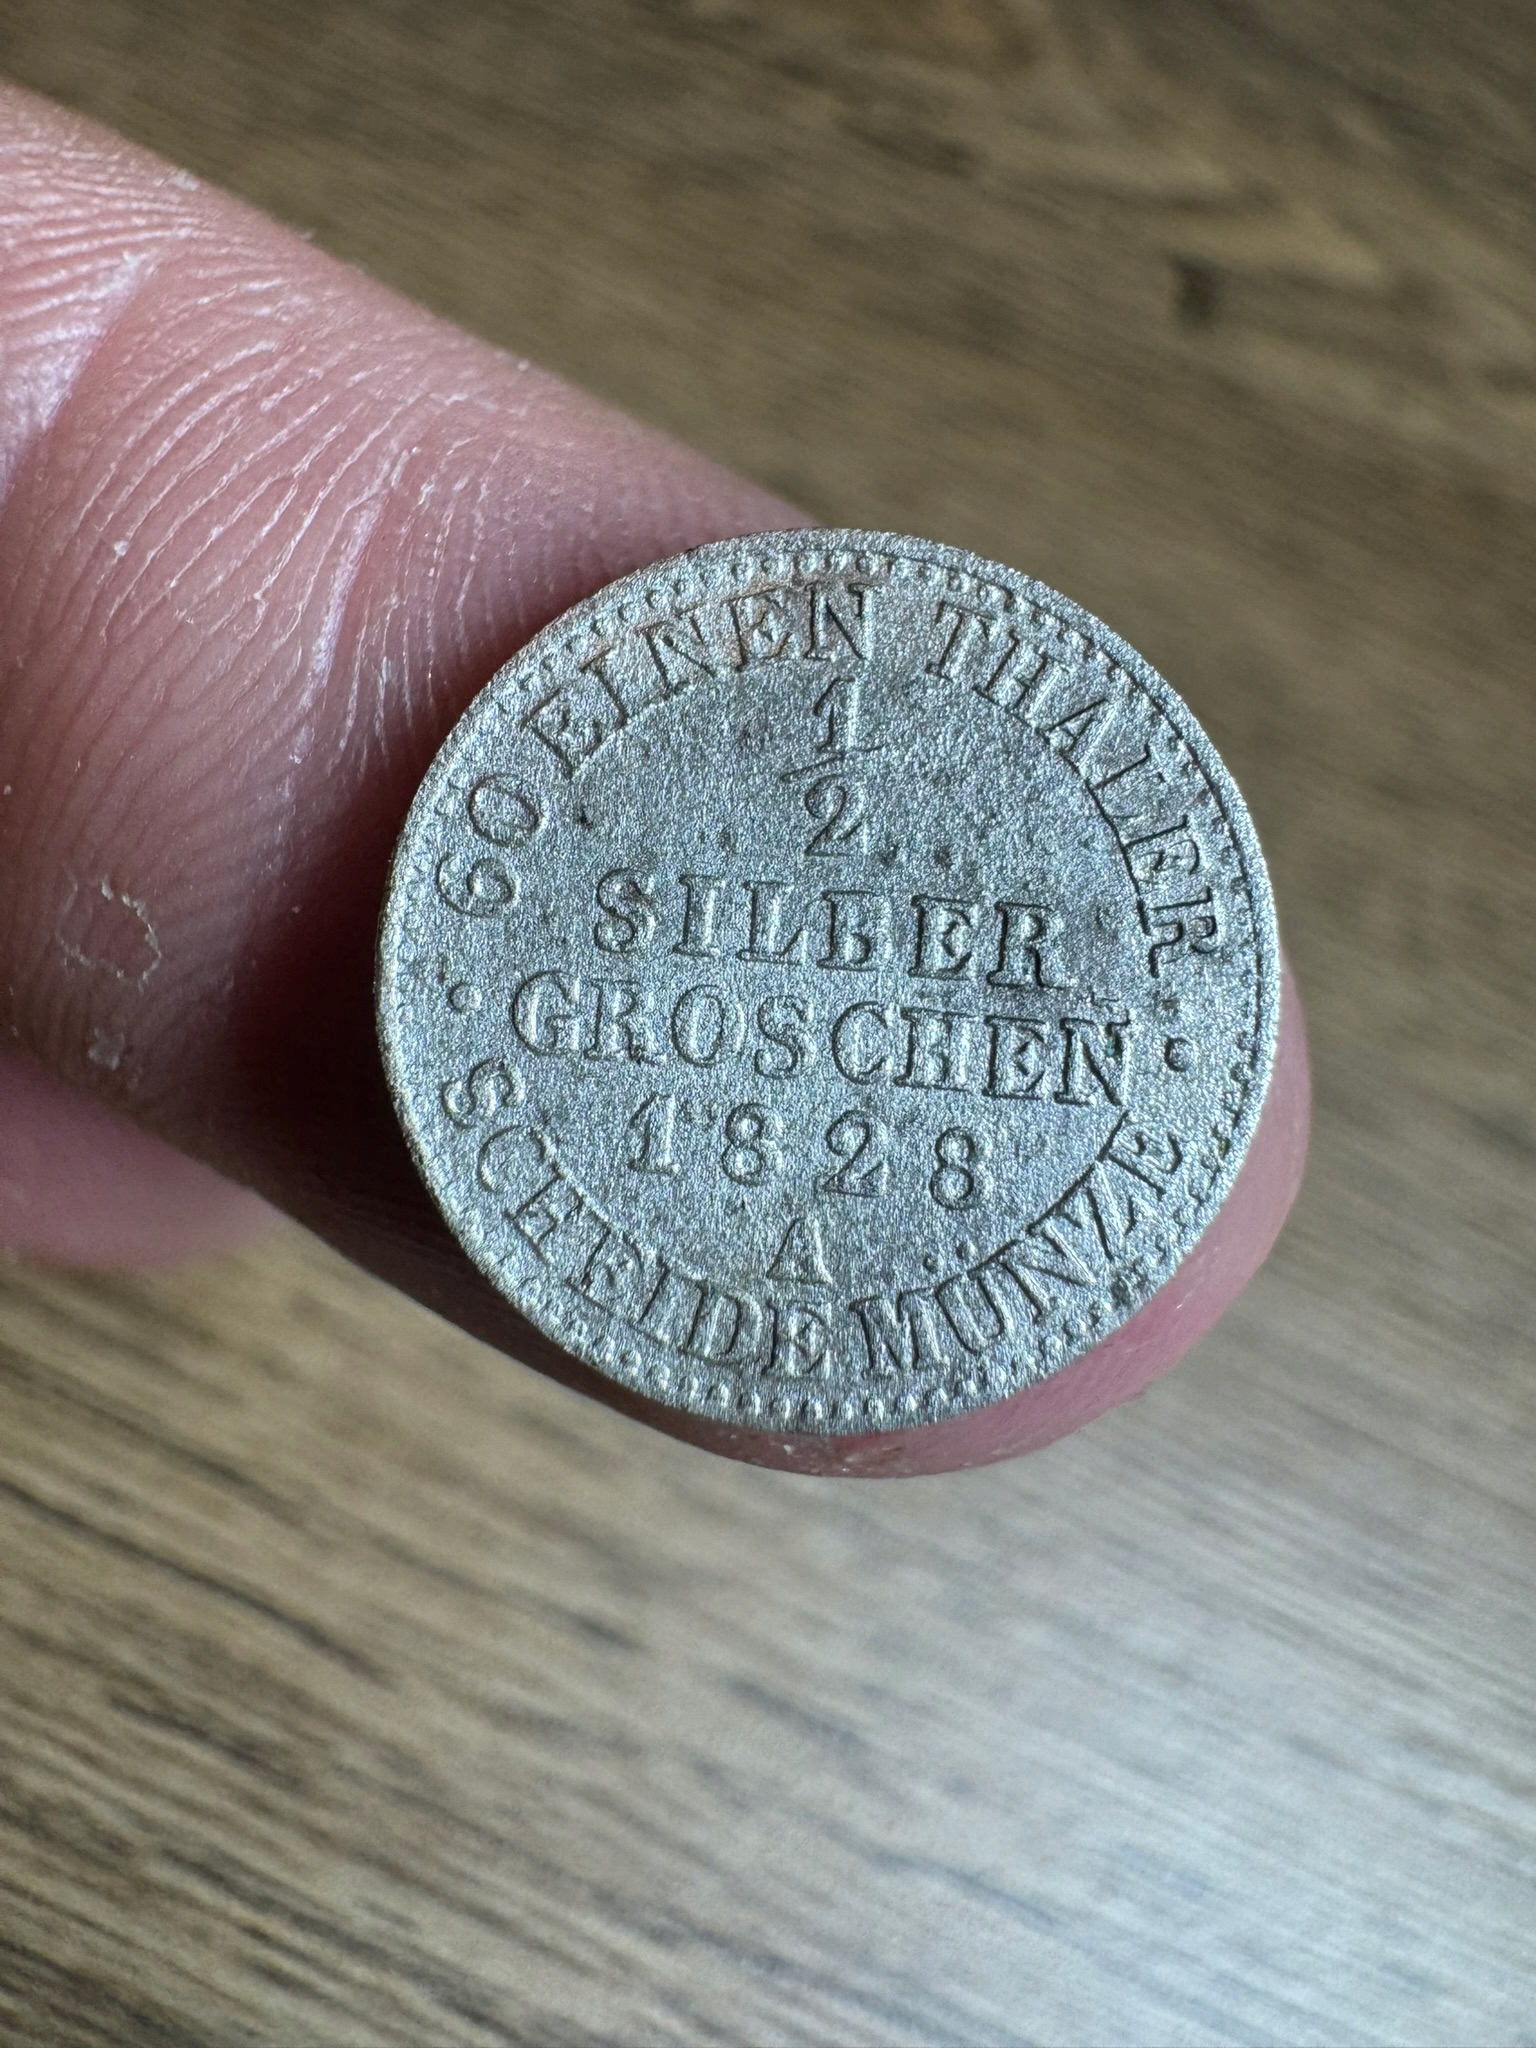 60 EINEN THALER
1
2
SILBER
GROSCHEN
1828
A
SCHEIDEMÜNZE